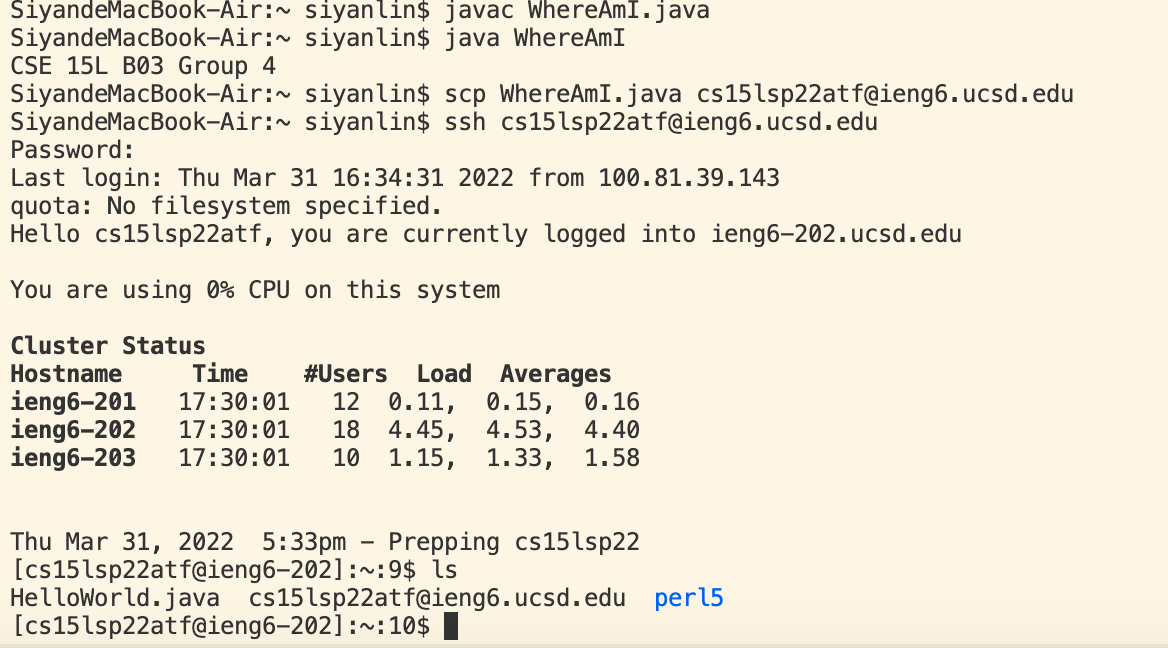 SiyandeMacBook-Air:~ siyanlin$ javac WhereAmI.java
SiyandeMacBook-Air:~ siyanlin$ java WhereAmI
CSE 15L B03 Group 4
SiyandeMacBook-Air:~ siyanlin$ scp WhereAmI.java cs15lsp22atf@ieng6.ucsd.edu
SiyandeMacBook-Air:~ siyanlin$ ssh cs15lsp22atf@ieng6.ucsd.edu
Password:
Last login: Thu Mar 31 16:34:31 2022 from 100.81.39.143
quota: No filesystem specified.
Hello cs15lsp22atf, you are currently logged into ieng6-202.ucsd.edu
You are using 0% CPU on this system
Cluster Status
Hostname     Time    #Users  Load  Averages
ieng6-201   17:30:01   12  0.11,  0.15,  0.16
ieng6-202   17:30:01   18  4.45,  4.53,  4.40
ieng6-203   17:30:01   10  1.15,  1.33,  1.58
Thu Mar 31, 2022  5:33pm - Prepping cs15lsp22
[cs15lsp22atf@ieng6-202]:~:9$ ls
HelloWorld.java  cs15lsp22atf@ieng6.ucsd.edu  perl5
[cs15lsp22atf@ieng6-202]:~:10$